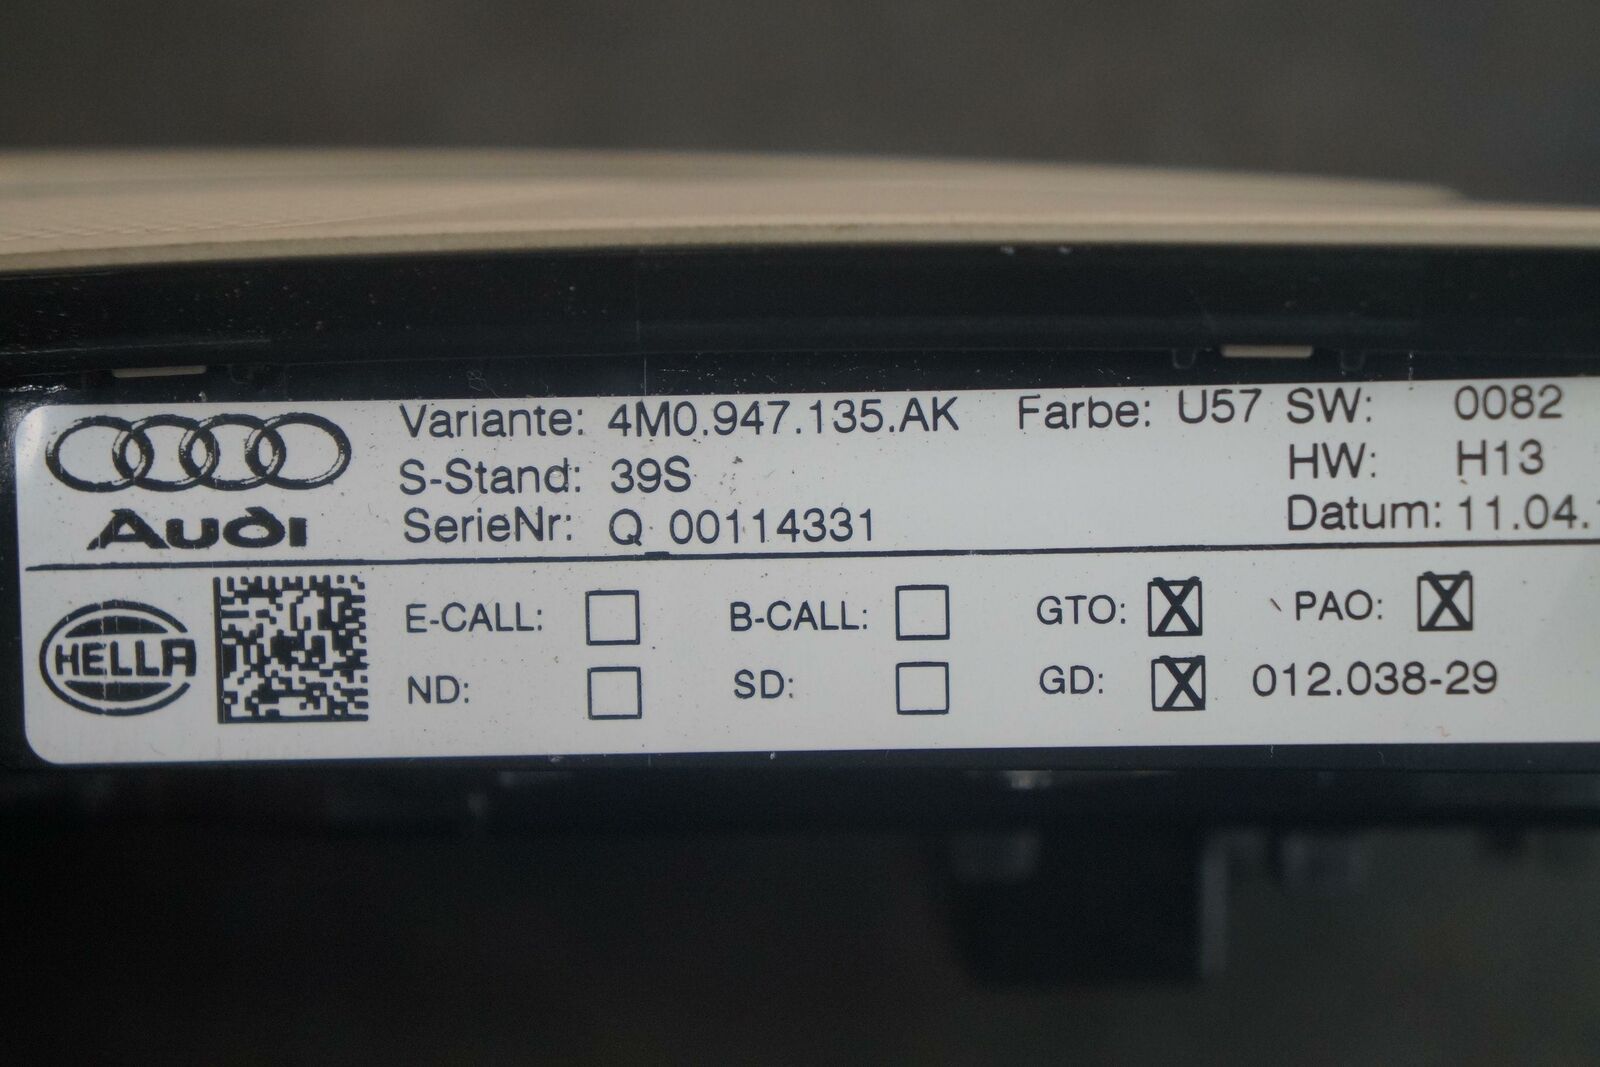 Audi
Variante: 4M0.947.135.AK Farbe: U57 SW: 0082
S-Stand: 39S HW: H13
SerieNr: Q 00114331 Datum: 11.04.
HELLA
E-CALL: B-CALL: GTO: X PAO: X
ND: SD: GD: X 012.038-29